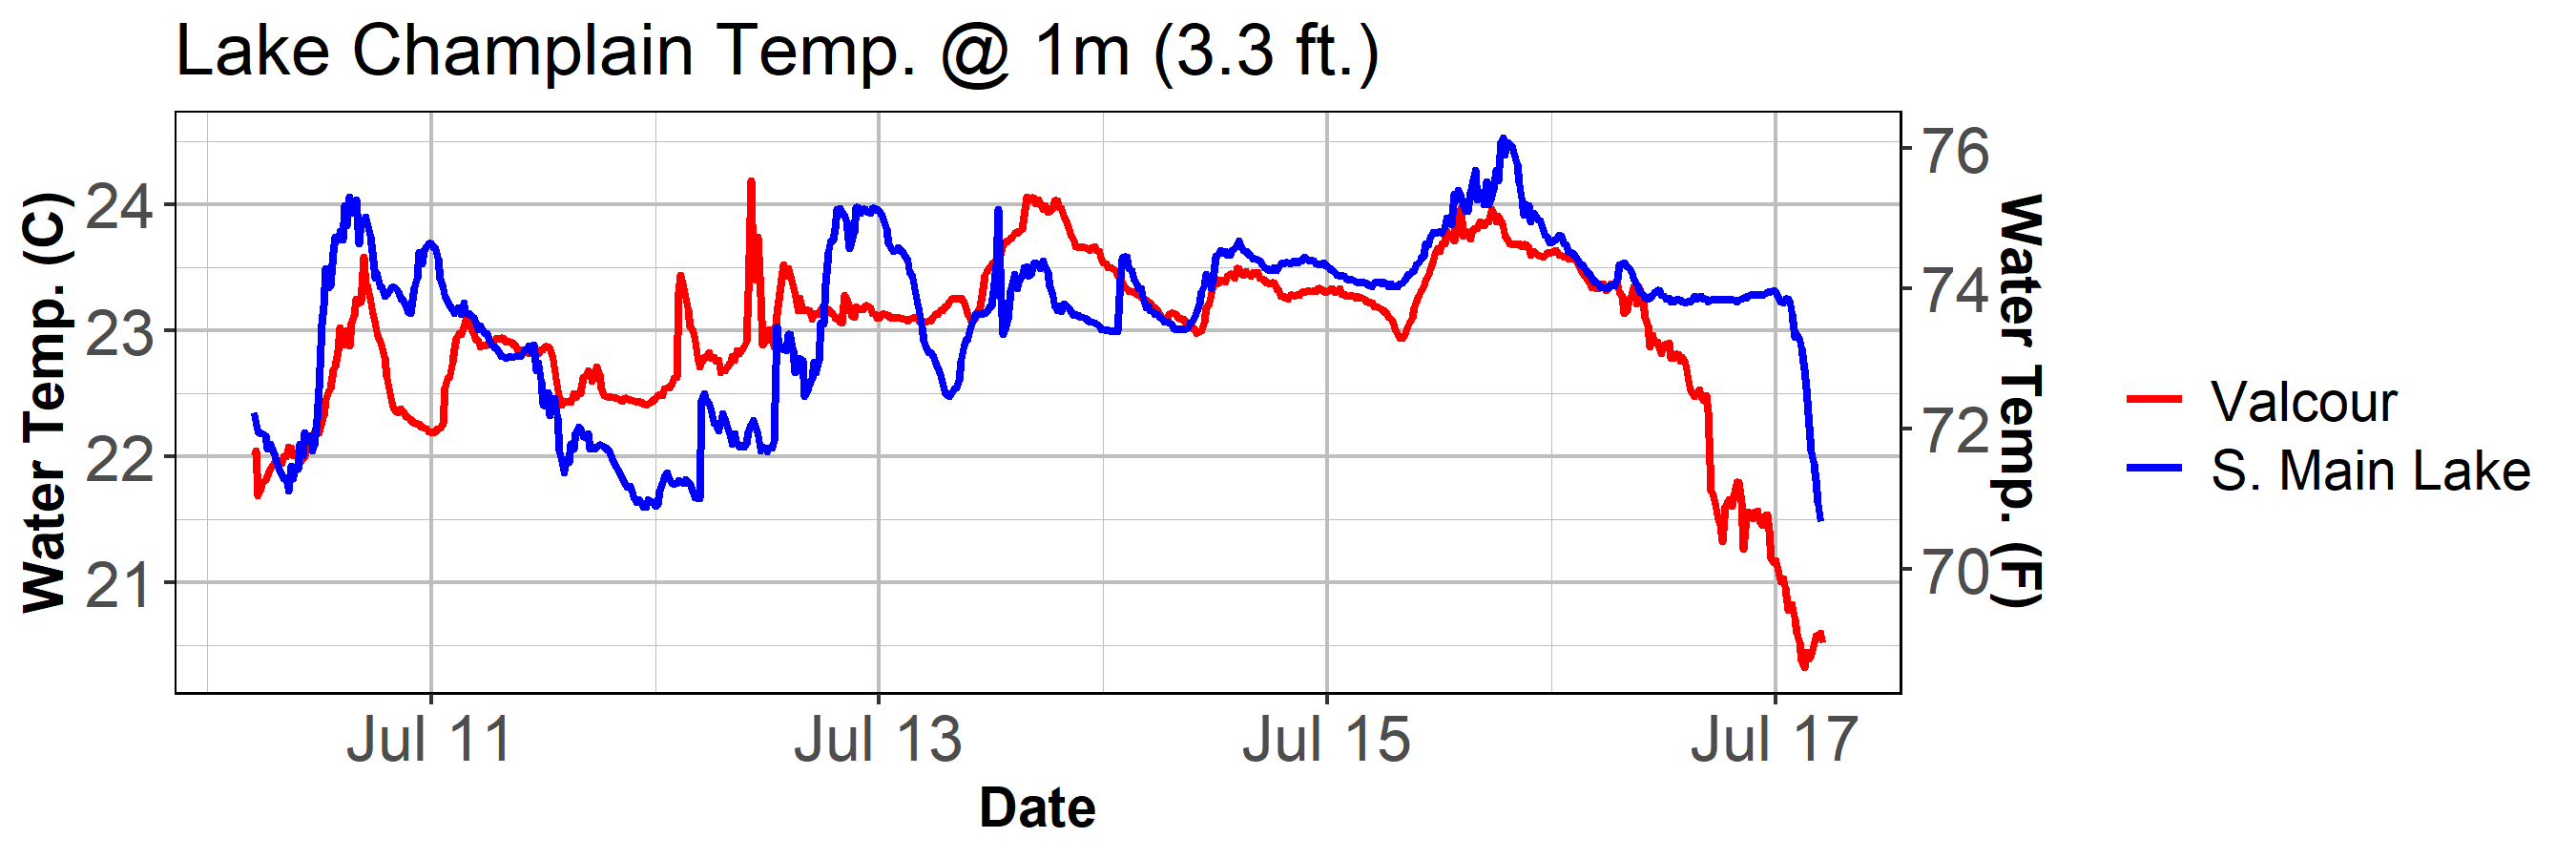 Lake Champlain Temp. @ 1m (3.3 ft.)
Water Temp. (C)
24
23
22
21
76
74
72
70
Water Temp. (F)
Jul 11
Jul 13
Jul 15
Jul 17
Date
Valcour
S. Main Lake